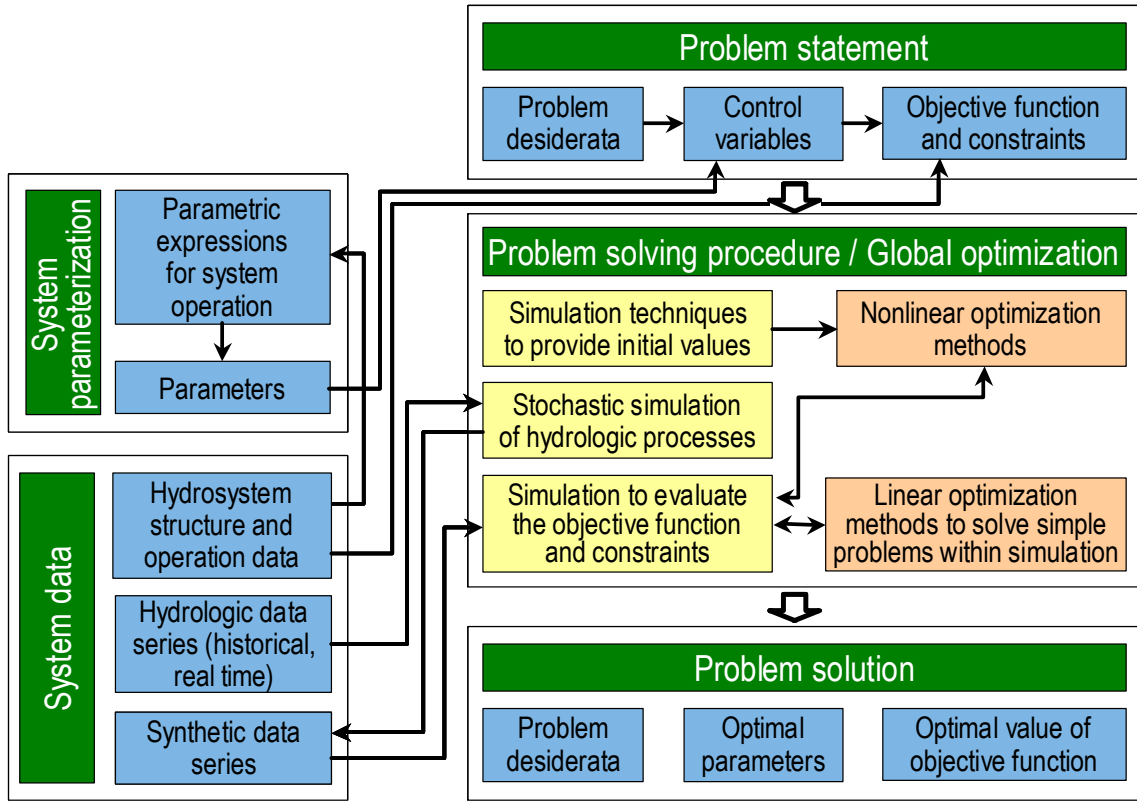 Problem statement
Problem
desiderata
Control
variables
Objective function
and constraints
System
parameterization
Parametric
expressions
for system
operation
Parameters
Problem solving procedure / Global optimization
Simulation techniques
to provide initial values
Nonlinear optimization
methods
Stochastic simulation
of hydrologic processes
Simulation to evaluate
the objective function
and constraints
Linear optimization
methods to solve simple
problems within simulation
System data
Hydrosystem
structure and
operation data
Hydrologic data
series (historical,
real time)
Synthetic data
series
Problem solution
Problem
desiderata
Optimal
parameters
Optimal value of
objective function